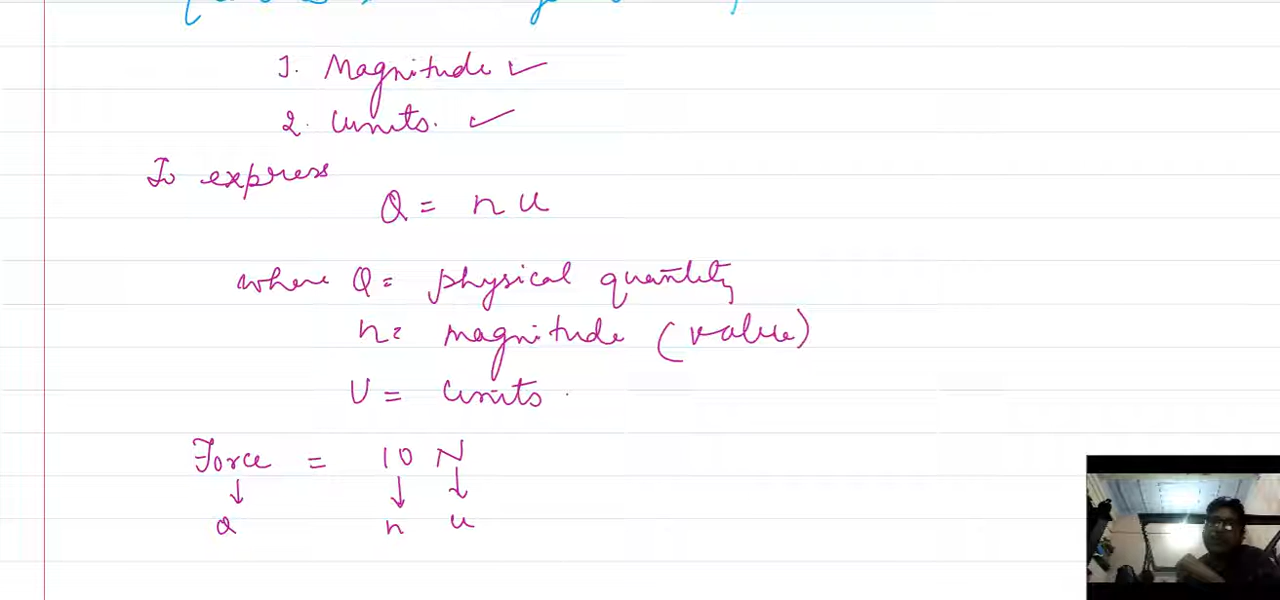 1. Magnitude ✓
2. Units. ✓
To express
Q = n u
where Q = physical quantity
n = magnitude (value)
U = Units.
Force = 10 N
↓ ↓ ↓
Q n u